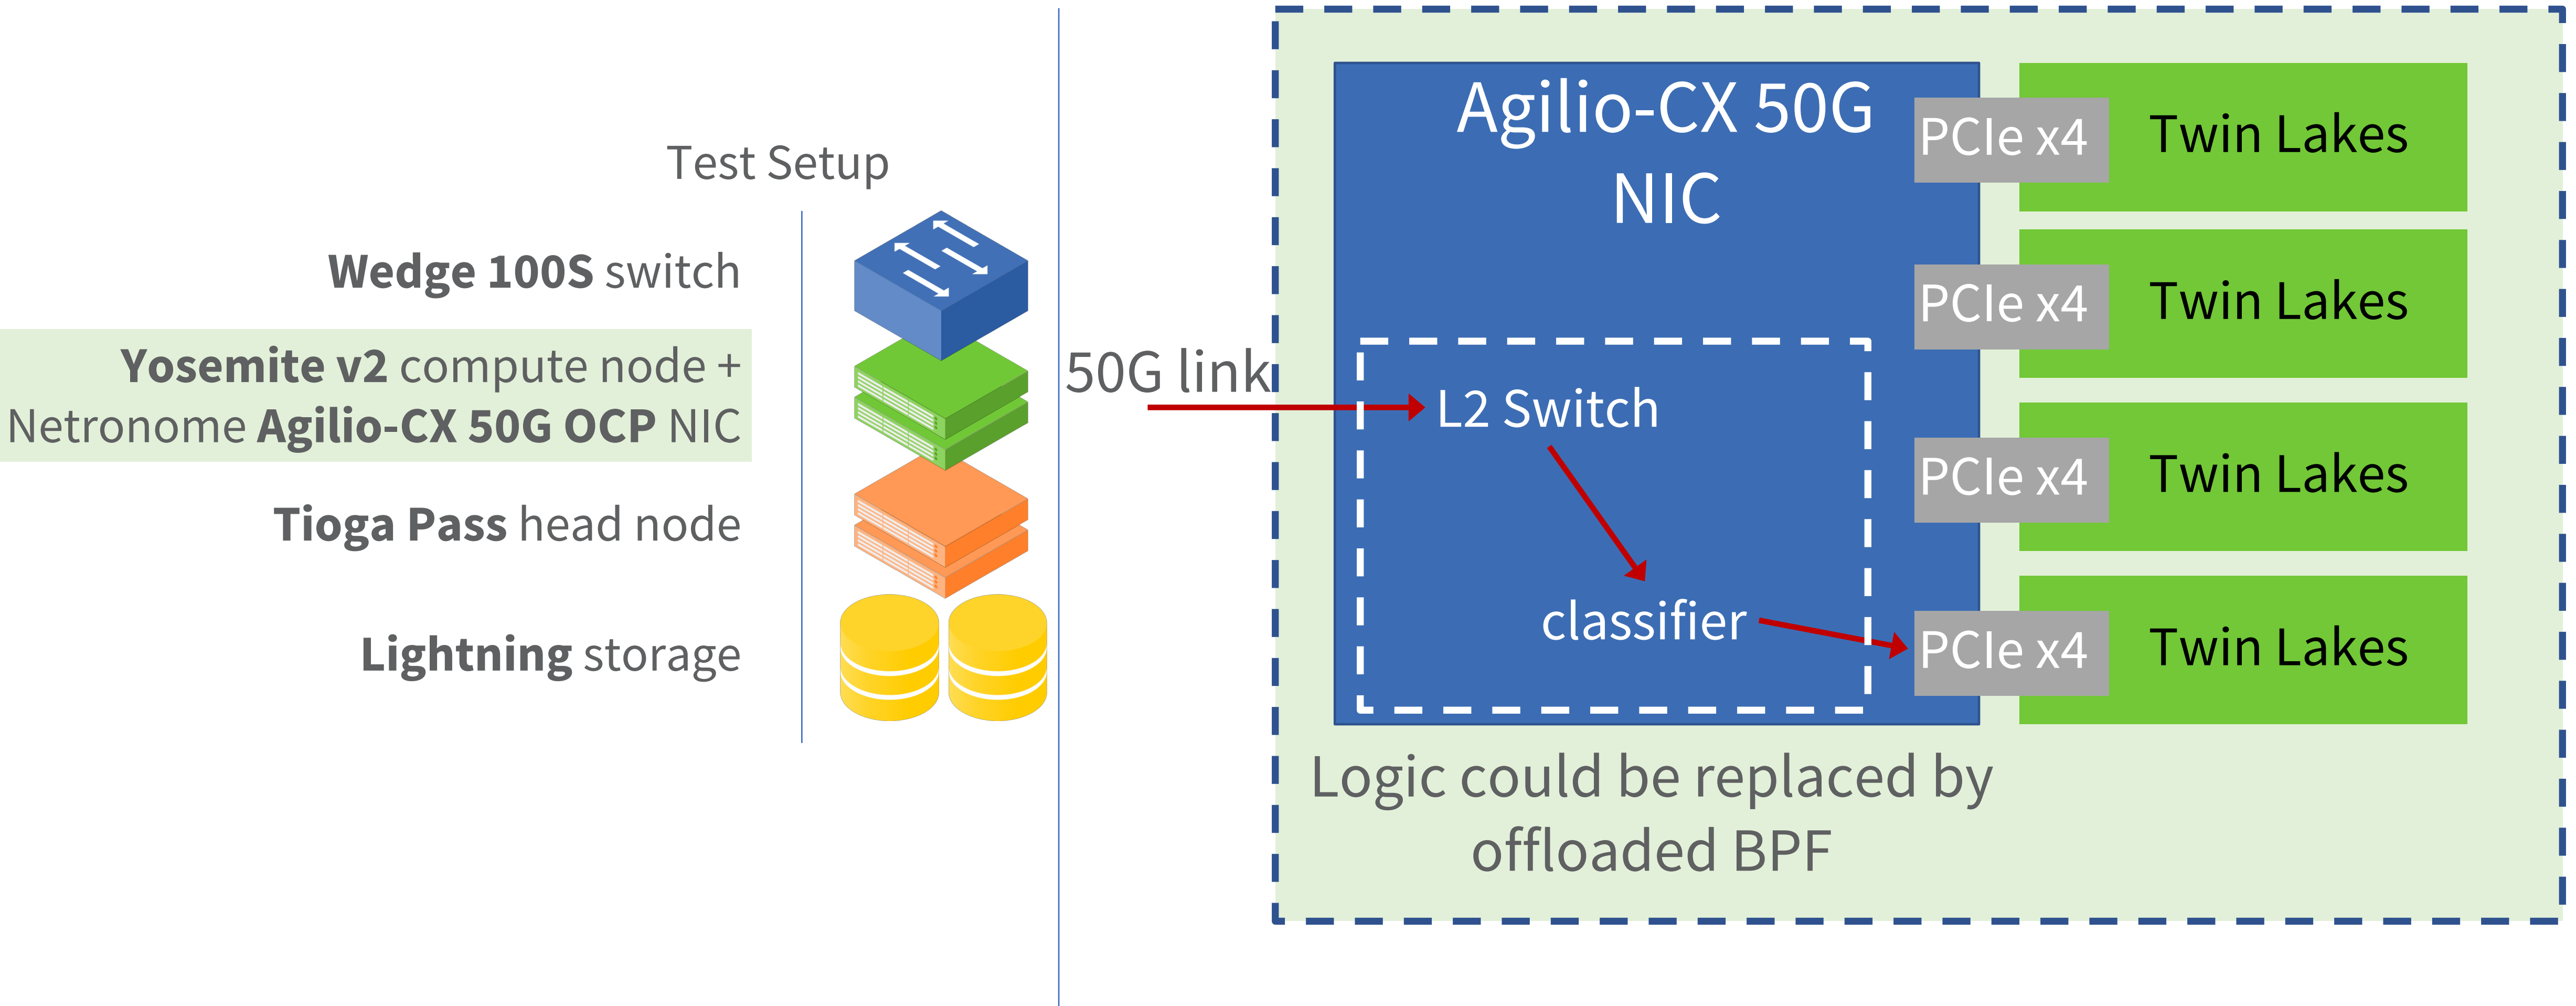 Test Setup
Wedge 100S switch
Yosemite v2 compute node +
Netronome Agilio-CX 50G OCP NIC
Tioga Pass head node
Lightning storage
50G link
Agilio-CX 50G
NIC
L2 Switch
classifier
PCIe x4
Twin Lakes
PCIe x4
Twin Lakes
PCIe x4
Twin Lakes
PCIe x4
Twin Lakes
Logic could be replaced by
offloaded BPF